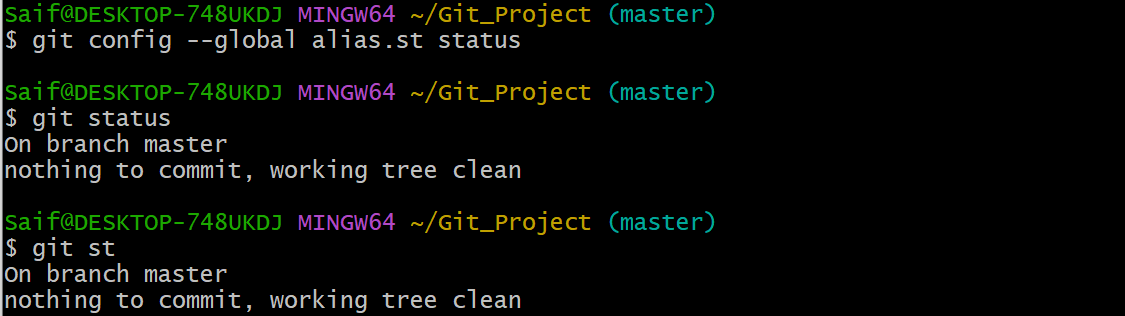 Saif@DESKTOP-748UKDJ MINGW64 ~/Git_Project (master)
$ git config --global alias.st status
Saif@DESKTOP-748UKDJ MINGW64 ~/Git_Project (master)
$ git status
On branch master
nothing to commit, working tree clean
Saif@DESKTOP-748UKDJ MINGW64 ~/Git_Project (master)
$ git st
On branch master
nothing to commit, working tree clean